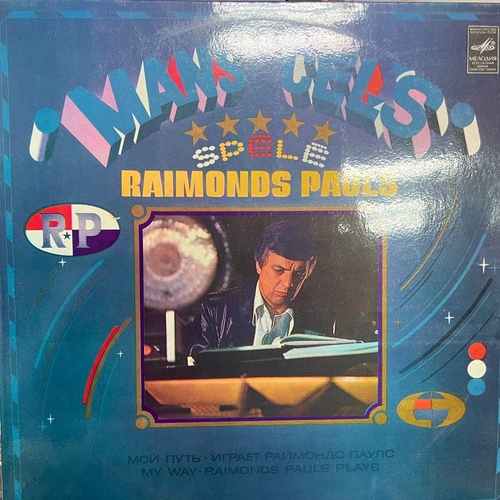 МЕЛОДИЯ
MANS CEĻŠ
SPĒLĒ
RAIMONDS PAULS
R★P
МОЙ ПУТЬ · ИГРАЕТ РАЙМОНДС ПАУЛС
MY WAY · RAIMONDS PAULS PLAYS